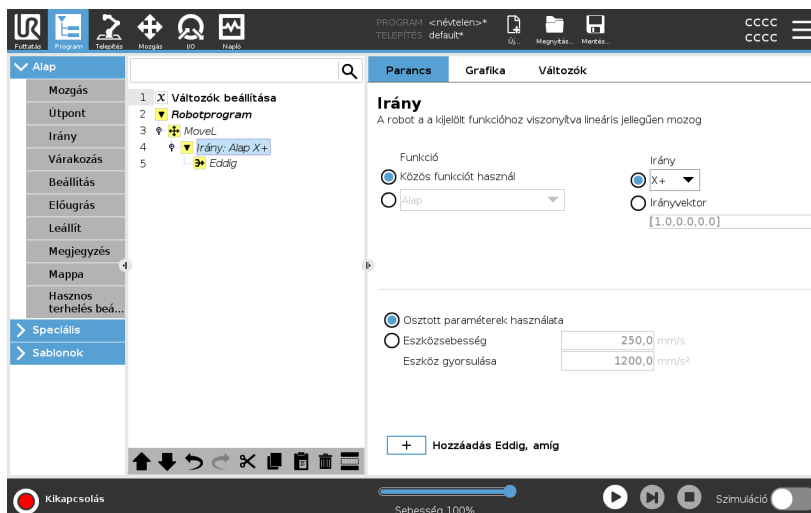 UR
Futtatás
Program
Telepítés
Mozgás
I/O
Napló
PROGRAM <névtelen>*
TELEPÍTÉS default*
Új...
Megnyitás...
Mentés...
CCCC
CCCC
Alap
Mozgás
Útpont
Irány
Várakozás
Beállítás
Előugrás
Leállít
Megjegyzés
Mappa
Hasznos
terhelés beá...
Speciális
Sablonok
1 X Változók beállítása
2 Robotprogram
3 MoveL
4 Irány: Alap X+
5 Eddig
Parancs
Grafika
Változók
Irány
A robot a a kijelölt funkcióhoz viszonyítva lineáris jellegűen mozog
Funkció
Közös funkciót használ
Alap
Irány
X+
Irányvektor
[1.0,0.0,0.0]
Osztott paraméterek használata
Eszközsebesség
250,0 mm/s
Eszköz gyorsulása
1200,0 mm/s²
+ Hozzáadás Eddig, amíg
Kikapcsolás
Sebesség 100%
Szimuláció